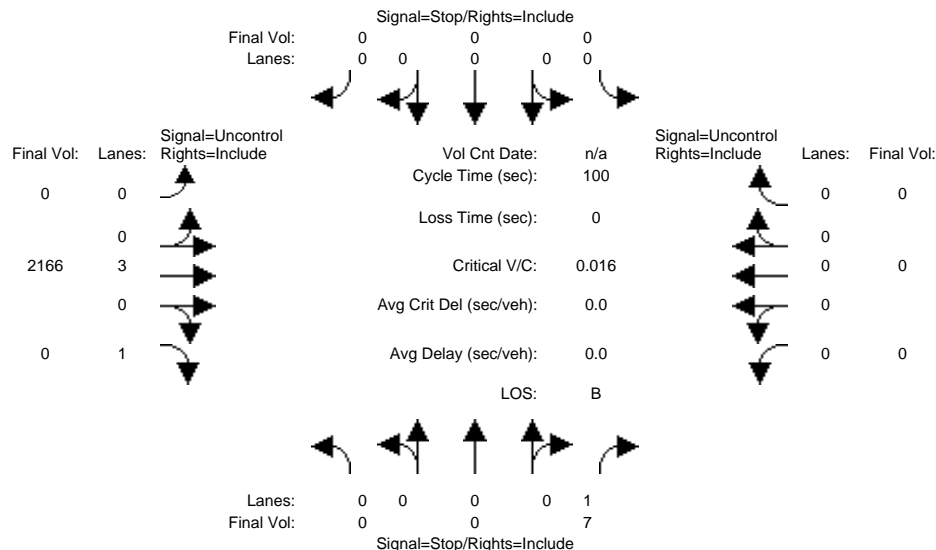 Signal=Stop/Rights=Include
Final Vol: 0 0 0
Lanes: 0 0 0 0 0
Signal=Uncontrol
Final Vol: Lanes: Rights=Include
Vol Cnt Date: n/a
Signal=Uncontrol
Rights=Include Lanes: Final Vol:
Cycle Time (sec): 100
0 0 0 0
Loss Time (sec): 0
0 0
2166 3 Critical V/C: 0.016 0 0
0 Avg Crit Del (sec/veh): 0.0 0
0 1 Avg Delay (sec/veh): 0.0 0 0
LOS: B
Lanes: 0 0 0 0 1
Final Vol: 0 0 7
Signal=Stop/Rights=Include